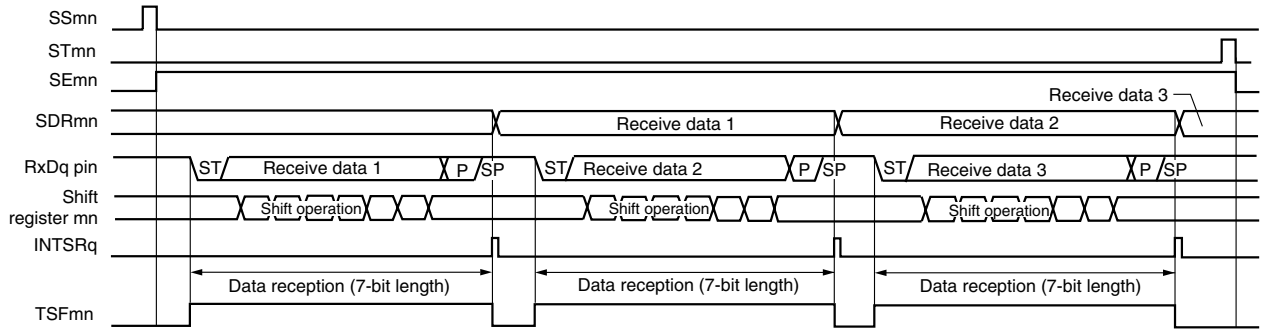 SSmn
STmn
SEmn
Receive data 3
SDRmn
Receive data 1
Receive data 2
RxDq pin
ST
Receive data 1
P
SP
ST
Receive data 2
P
SP
ST
Receive data 3
P
SP
Shift
register mn
Shift operation
Shift operation
Shift operation
INTSRq
Data reception (7-bit length)
Data reception (7-bit length)
Data reception (7-bit length)
TSFmn